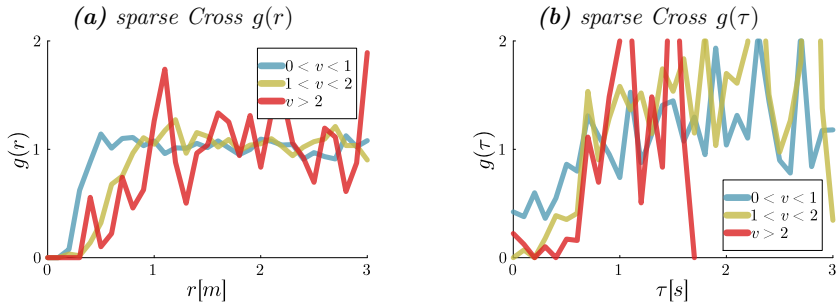 (a) sparse Cross g(r)
2
1
0
g(r)
0 < v < 1
1 < v < 2
v > 2
0 1 2 3
r[m]
(b) sparse Cross g(τ)
2
1
0
g(τ)
0 < v < 1
1 < v < 2
v > 2
0 1 2 3
τ[s]